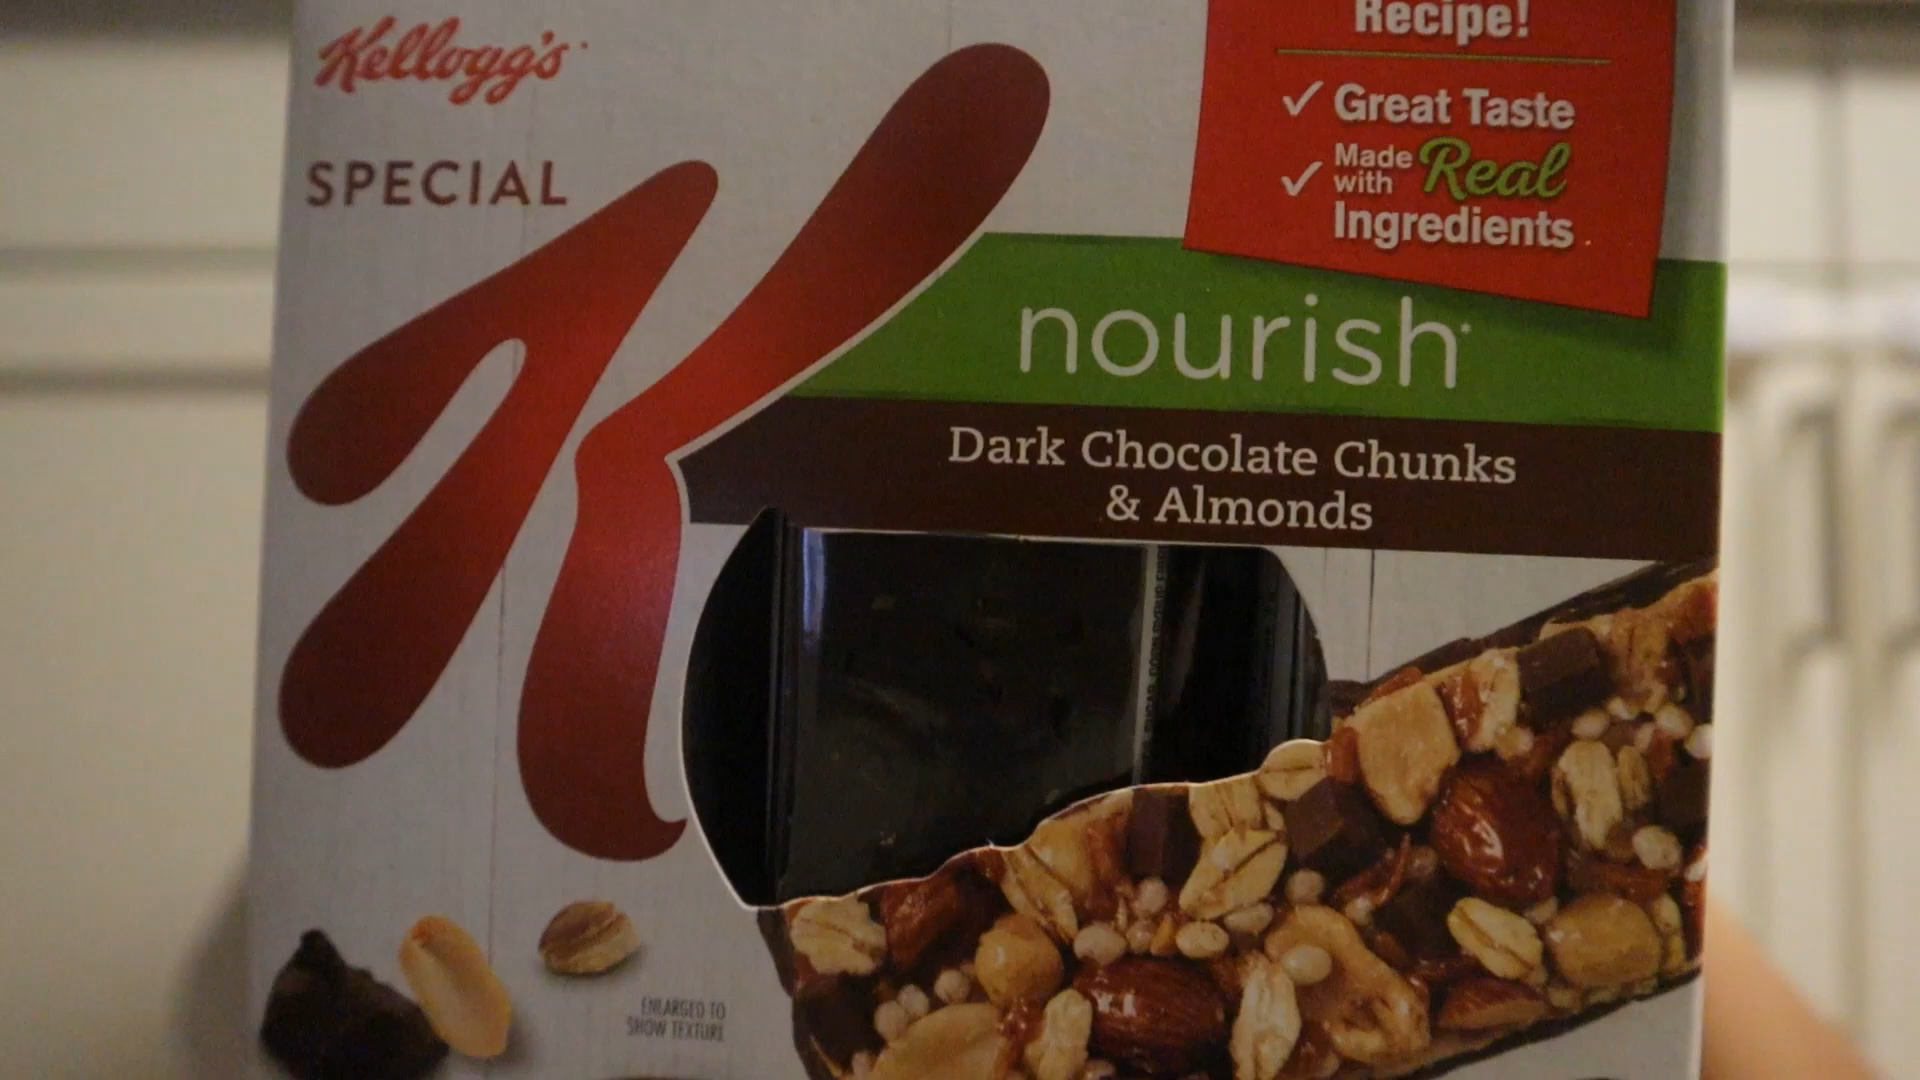 Kellogg's
SPECIAL
K
Recipe!
✓ Great Taste
✓ Made with Real
Ingredients
nourish
Dark Chocolate Chunks
& Almonds
ENLARGED TO
SHOW TEXTURE